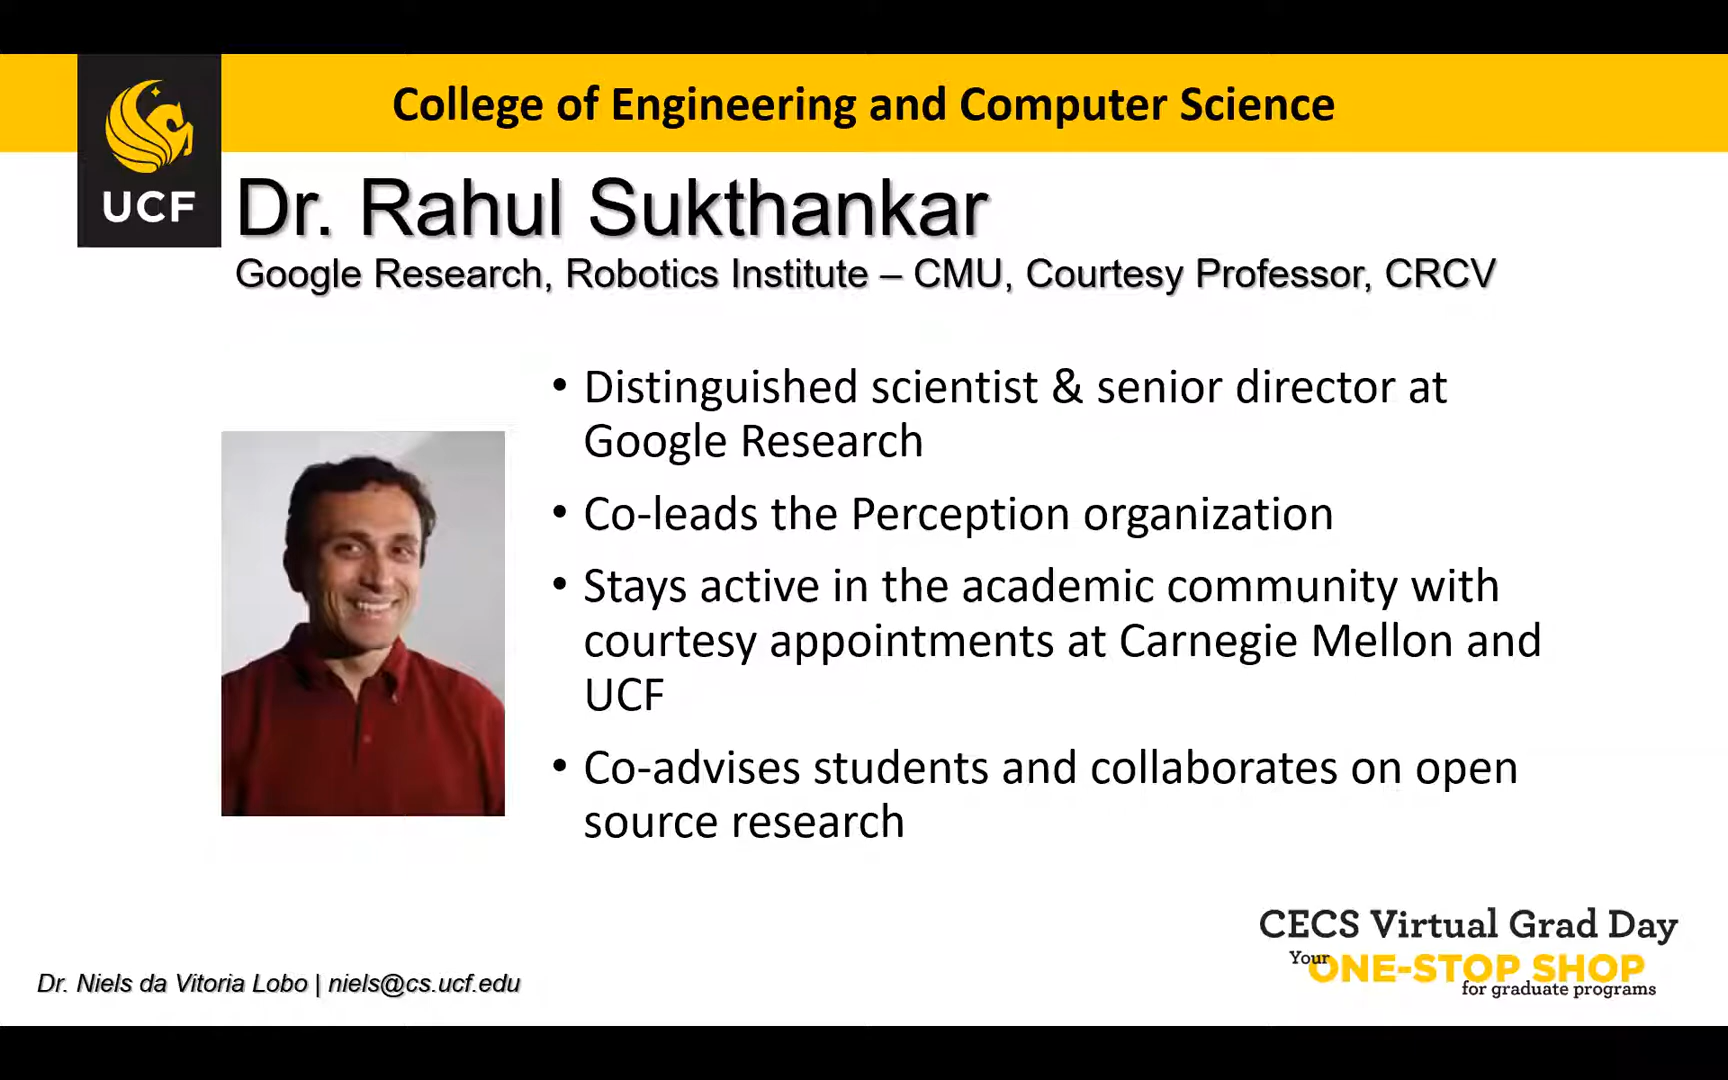 College of Engineering and Computer Science
UCF
Dr. Rahul Sukthankar
Google Research, Robotics Institute – CMU, Courtesy Professor, CRCV
• Distinguished scientist & senior director at
Google Research
• Co-leads the Perception organization
• Stays active in the academic community with
courtesy appointments at Carnegie Mellon and
UCF
• Co-advises students and collaborates on open
source research
CECS Virtual Grad Day
Your
ONE-STOP SHOP
for graduate programs
Dr. Niels da Vitoria Lobo | niels@cs.ucf.edu